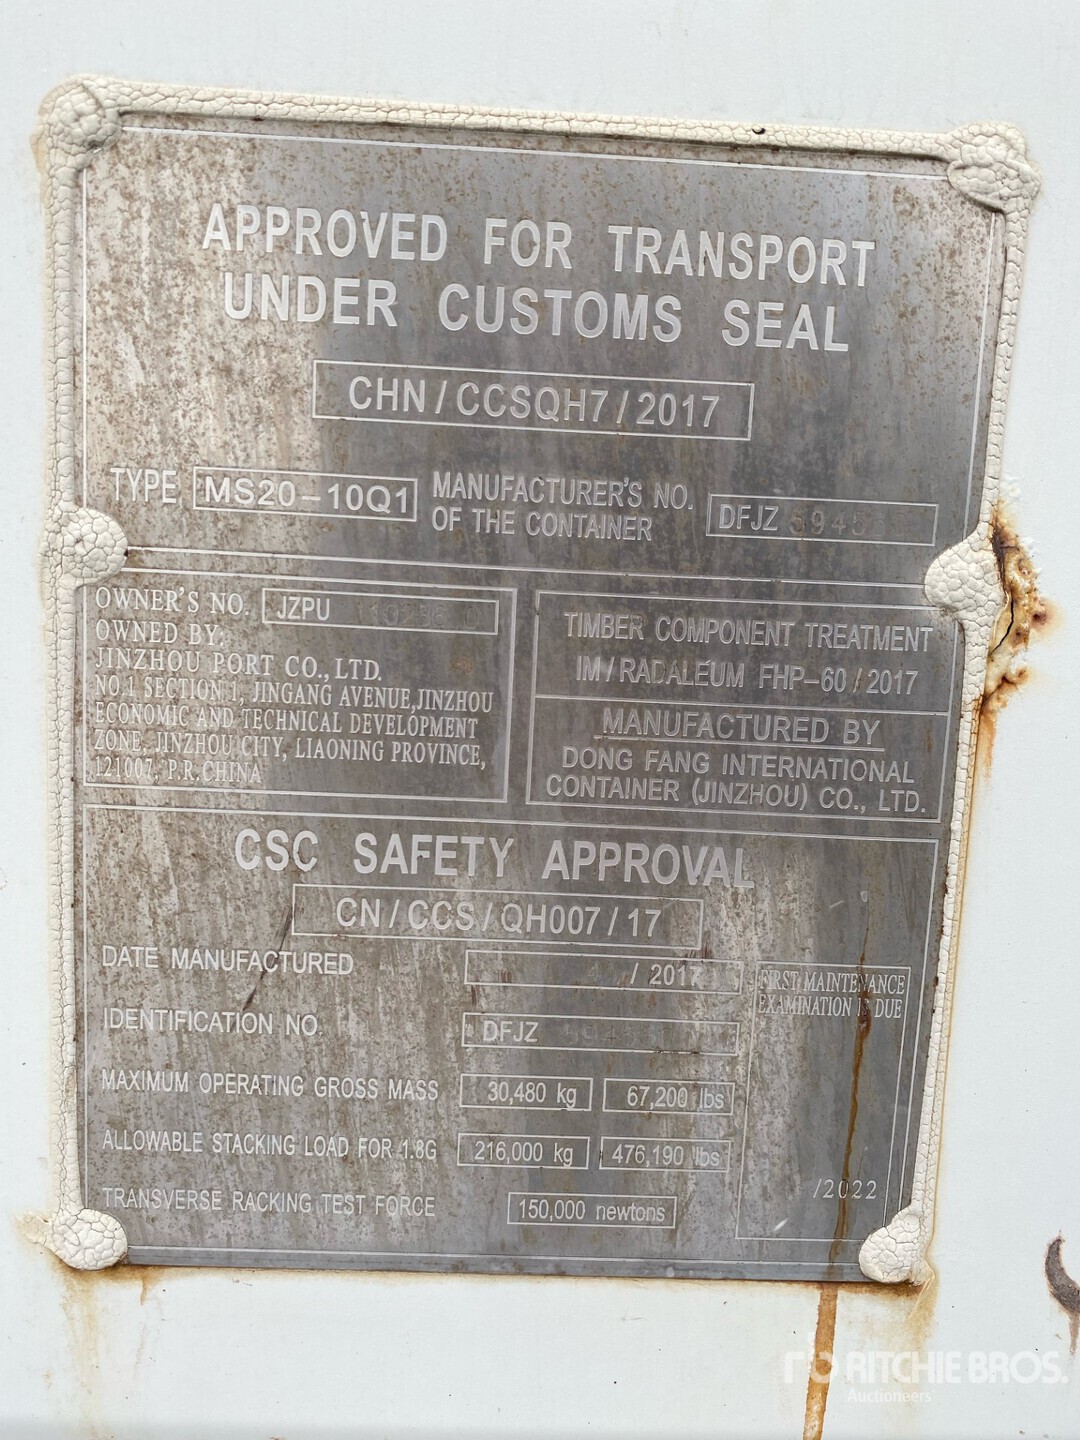 APPROVED FOR TRANSPORT
UNDER CUSTOMS SEAL
CHN/CCSQH7/2017
TYPE MS20-10Q1 MANUFACTURER'S NO.
OF THE CONTAINER DFJZ
OWNER'S NO. JZPU
OWNED BY:
JINZHOU PORT CO.,LTD.
NO.1 SECTION 1, JINGANG AVENUE,JINZHOU
ECONOMIC AND TECHNICAL DEVELOPMENT
ZONE, JINZHOU CITY, LIAONING PROVINCE,
121007, P.R.CHINA
TIMBER COMPONENT TREATMENT
IM/RADALEUM FHP-60/2017
MANUFACTURED BY
DONG FANG INTERNATIONAL
CONTAINER (JINZHOU) CO., LTD.
CSC SAFETY APPROVAL
CN/CCS/QH007/17
DATE MANUFACTURED /2017
IDENTIFICATION NO. DFJZ
MAXIMUM OPERATING GROSS MASS 30,480 kg 67,200 lbs
ALLOWABLE STACKING LOAD FOR 1.8G 216,000 kg 476,190 lbs
TRANSVERSE RACKING TEST FORCE 150,000 newtons
FIRST MAINTENANCE
EXAMINATION IS DUE
/2022
rb RITCHIE BROS.
Auctioneers